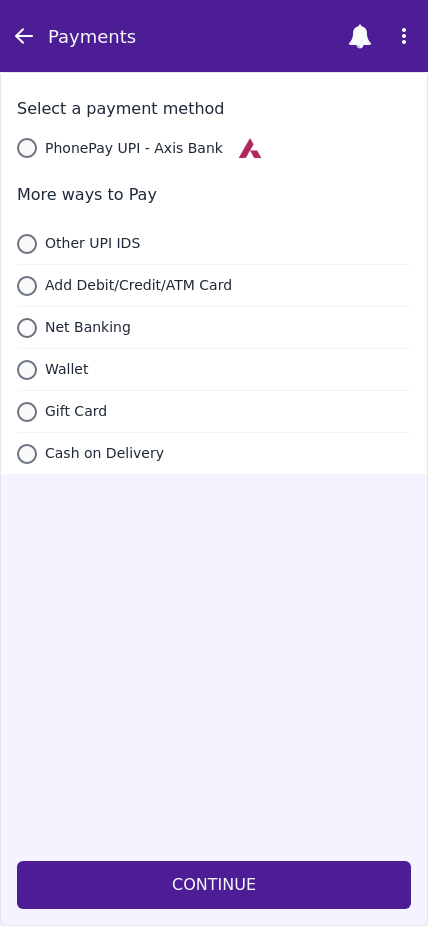 Payments
Select a payment method
PhonePay UPI - Axis Bank
More ways to Pay
Other UPI IDS
Add Debit/Credit/ATM Card
Net Banking
Wallet
Gift Card
Cash on Delivery
CONTINUE